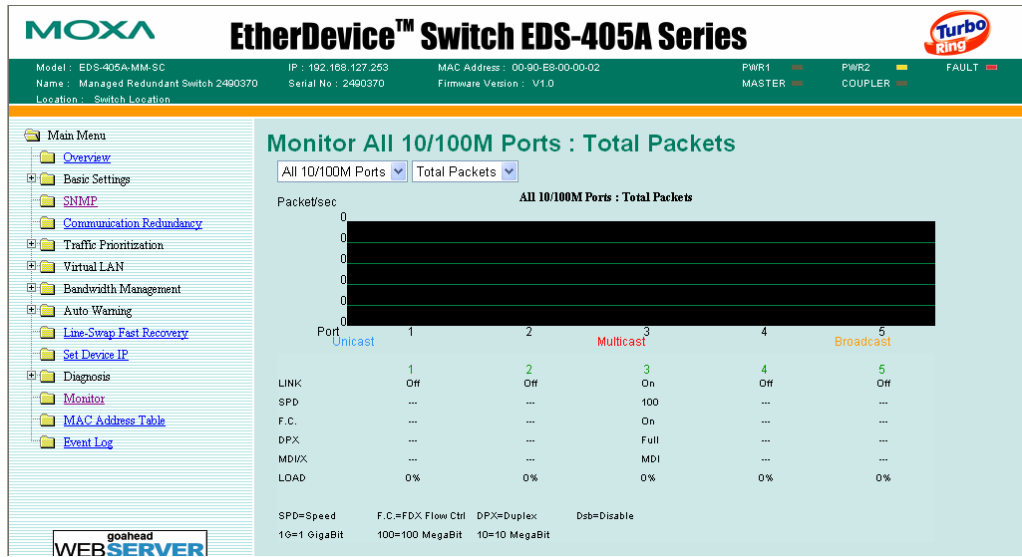 MOXA EtherDevice™ Switch EDS-405A Series Turbo Ring
Model : EDS-405A-MM-SC IP : 192.168.127.253 MAC Address : 00-90-E8-00-00-02 PWR1 PWR2 FAULT
Name : Managed Redundant Switch 2490370 Serial No : 2490370 Firmware Version : V1.0 MASTER COUPLER
Location : Switch Location
Main Menu
Overview
Basic Settings
SNMP
Communication Redundancy
Traffic Prioritization
Virtual LAN
Bandwidth Management
Auto Warning
Line-Swap Fast Recovery
Set Device IP
Diagnosis
Monitor
MAC Address Table
Event Log
goahead
WEBSERVER
Monitor All 10/100M Ports : Total Packets
All 10/100M Ports Total Packets
Packet/sec All 10/100M Ports : Total Packets
0
0
0
0
0
0
Port 1 2 3 4 5
Unicast Multicast Broadcast
1 2 3 4 5
LINK Off Off On Off Off
SPD --- --- 100 --- ---
F.C. --- --- On --- ---
DPX --- --- Full --- ---
MDI/X --- --- MDI --- ---
LOAD 0% 0% 0% 0% 0%
SPD=Speed F.C.=FDX Flow Ctrl DPX=Duplex Dsb=Disable
1G=1 GigaBit 100=100 MegaBit 10=10 MegaBit